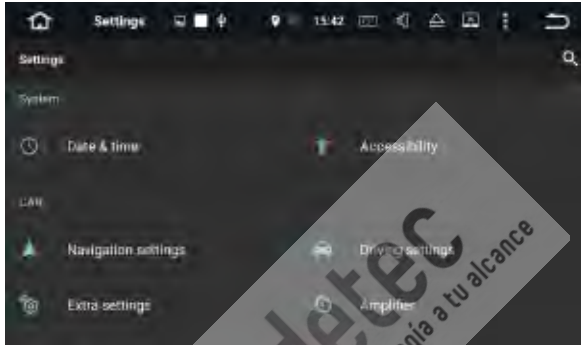 Settings 15:42
Settings
System
Date & time Accessibility
CAR
Navigation settings Driving settings
Extra settings Amplifier
detec
ía a tu alcance